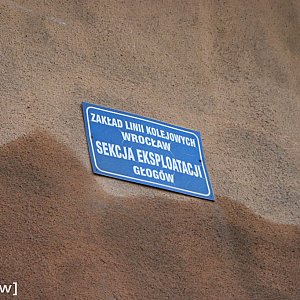 ZAKŁAD LINII KOLEJOWYCH
WROCŁAW
SEKCJA EKSPLOATACJI
GŁOGÓW
w]